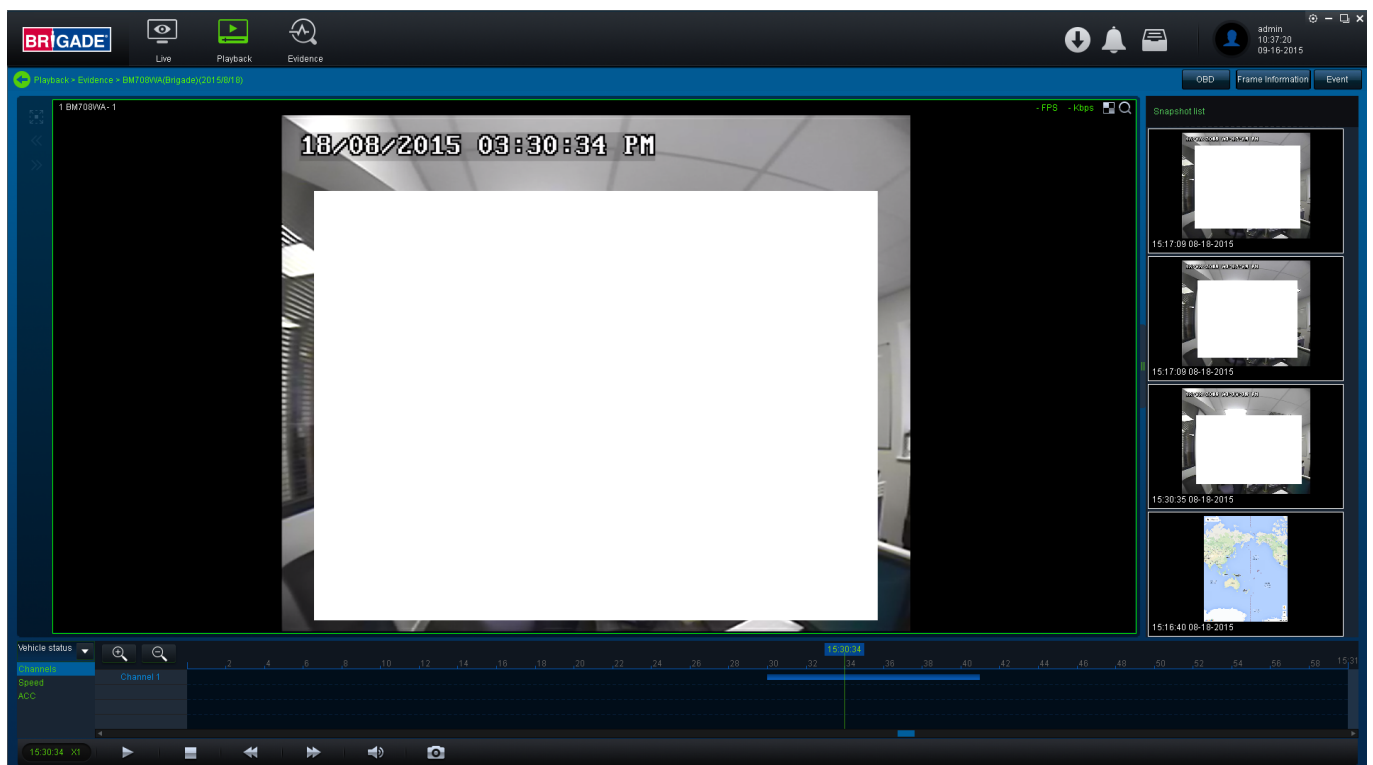 BRIGADE
Live
Playback
Evidence
admin
10:37:20
09-16-2015
Playback > Evidence > BM708WA(Brigade)(2015/8/18)
OBD
Frame Information
Event
1 BM708WA- 1
- FPS - Kbps
Snapshot list
18/08/2015 03:30:34 PM
15:17:09 08-18-2015
15:17:09 08-18-2015
15:30:35 08-18-2015
15:16:40 08-18-2015
Vehicle status
15:30:34
,2 ,4 ,6 ,8 ,10 ,12 ,14 ,16 ,18 ,20 ,22 ,24 ,26 ,28 ,30 ,32 ,34 ,36 ,38 ,40 ,42 ,44 ,46 ,48 ,50 ,52 ,54 ,56 ,58 15,31
Channels
Channel 1
Speed
ACC
15:30:34 X1